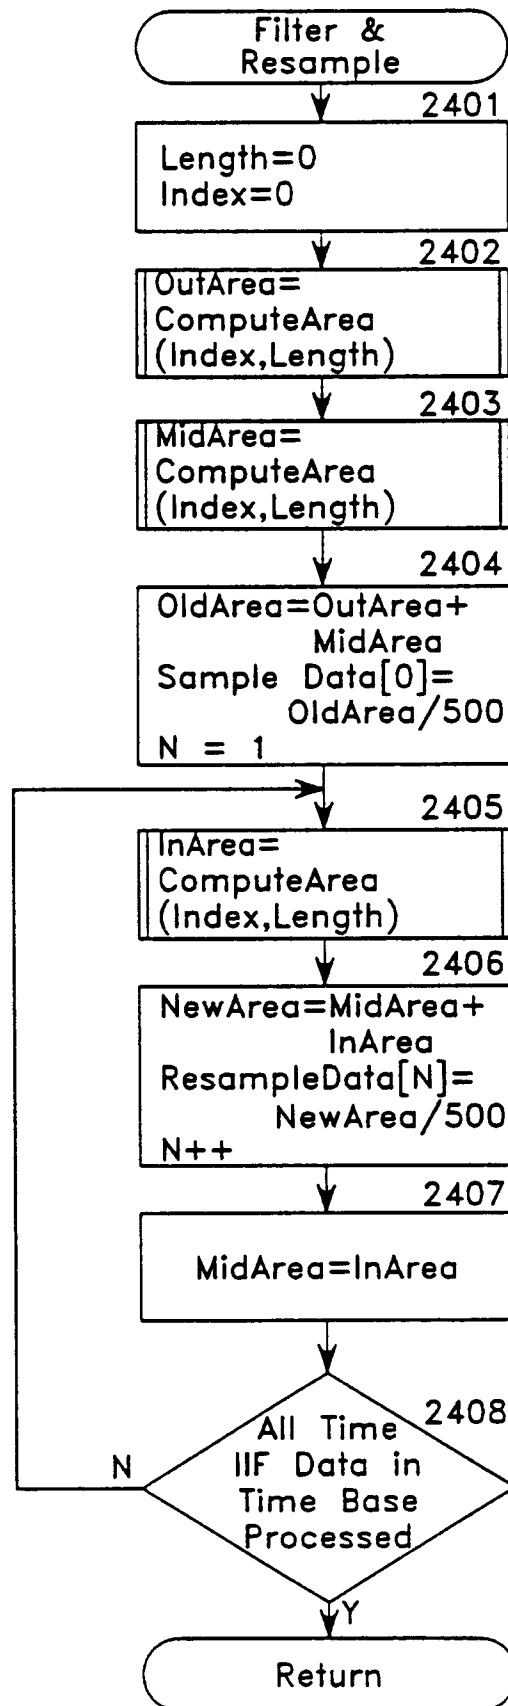 Filter &
Resample
2401
Length=0
Index=0
2402
OutArea=
ComputeArea
(Index,Length)
2403
MidArea=
ComputeArea
(Index,Length)
2404
OldArea=OutArea+
MidArea
Sample Data[0]=
OldArea/500
N = 1
2405
InArea=
ComputeArea
(Index,Length)
2406
NewArea=MidArea+
InArea
ResampleData[N]=
NewArea/500
N++
2407
MidArea=InArea
2408
All Time
IIF Data in
Time Base
Processed
N
Y
Return